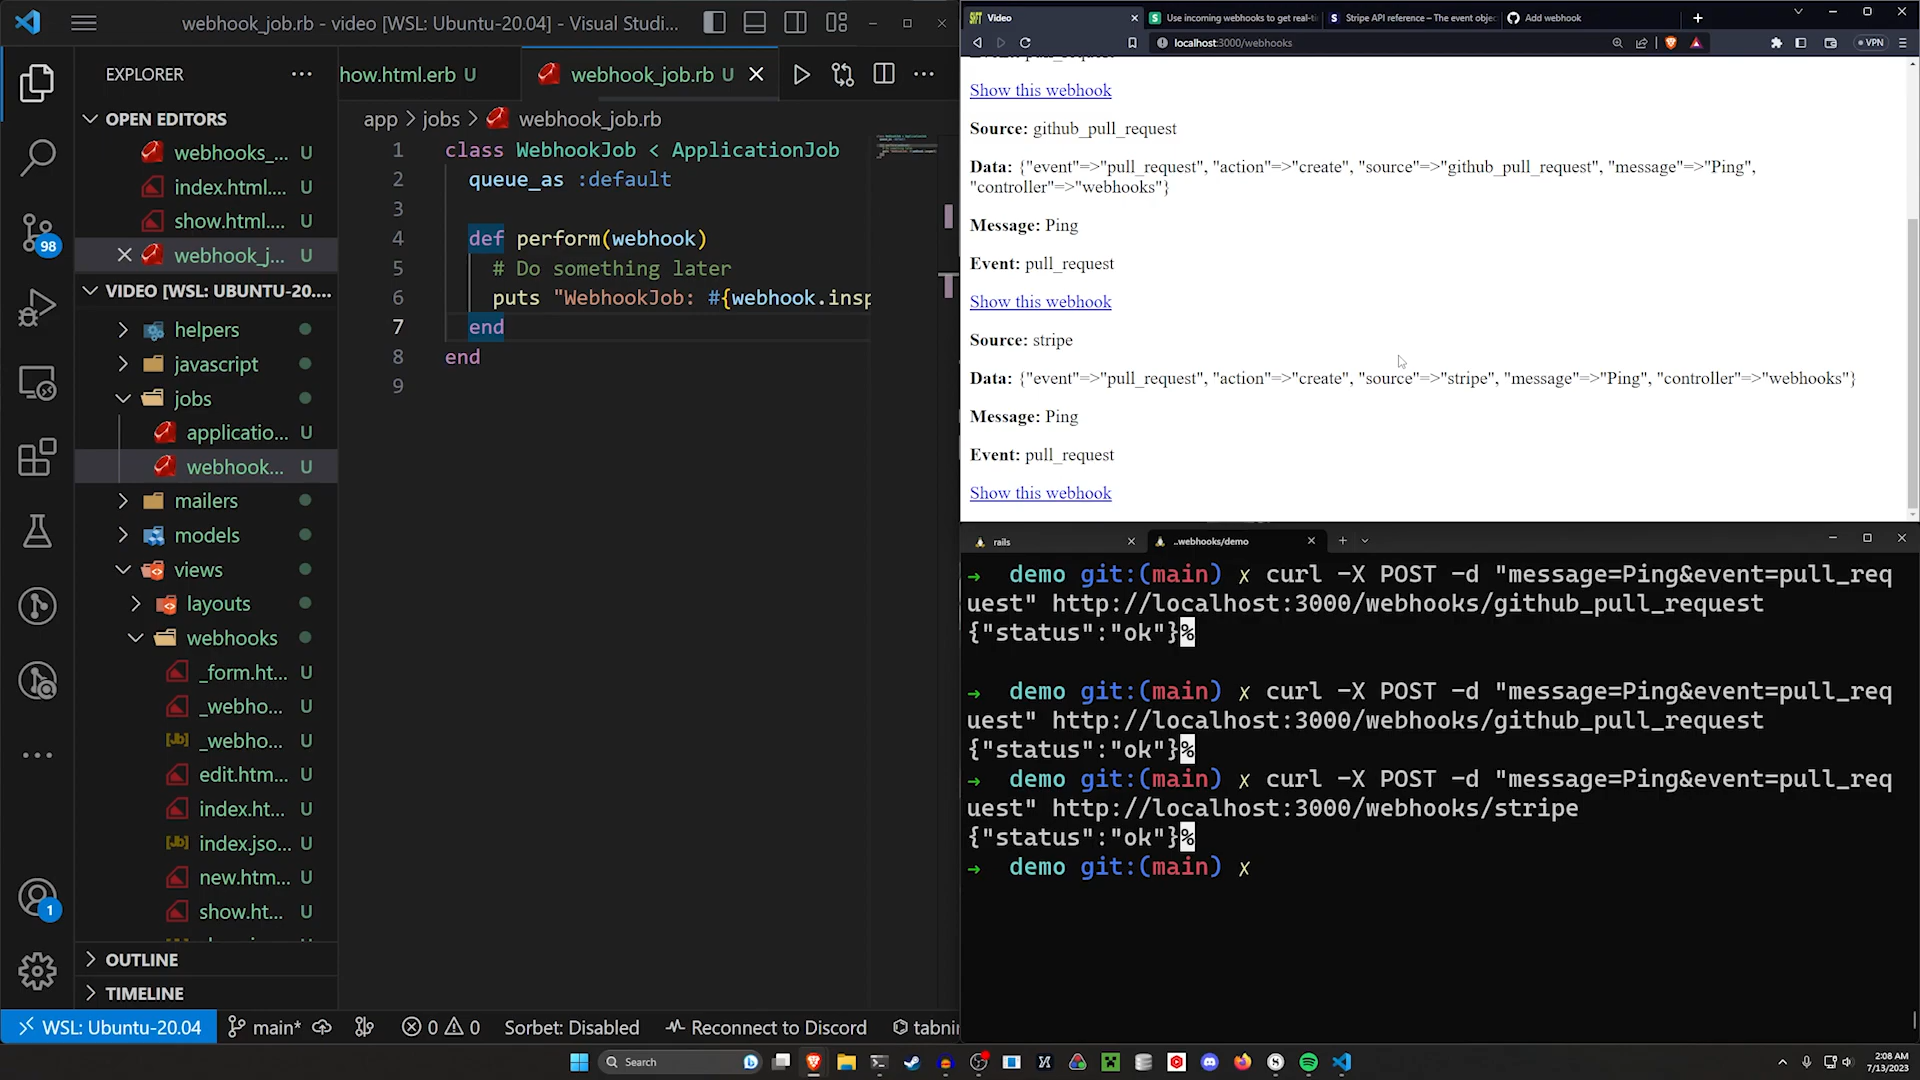 webhook_job.rb - video [WSL: Ubuntu-20.04] - Visual Studi...
EXPLORER
how.html.erb U
webhook_job.rb U
OPEN EDITORS
webhooks_... U
index.html.... U
show.html.... U
webhook_j... U
VIDEO [WSL: UBUNTU-20....
helpers
javascript
jobs
applicatio... U
webhook... U
mailers
models
views
layouts
webhooks
_form.ht... U
_webho... U
_webho... U
edit.htm... U
index.ht... U
index.jso... U
new.htm... U
show.ht... U
OUTLINE
TIMELINE
98
1
app > jobs > webhook_job.rb
1 class WebhookJob < ApplicationJob
2 queue_as :default
3
4 def perform(webhook)
5 # Do something later
6 puts "WebhookJob: #{webhook.insp
7 end
8 end
9
WSL: Ubuntu-20.04
main*
0 0
Sorbet: Disabled
Reconnect to Discord
tabnin
Video
Use incoming webhooks to get real-ti
Stripe API reference – The event objec
Add webhook
localhost:3000/webhooks
VPN
Show this webhook
Source: github_pull_request
Data: {"event"=>"pull_request", "action"=>"create", "source"=>"github_pull_request", "message"=>"Ping",
"controller"=>"webhooks"}
Message: Ping
Event: pull_request
Show this webhook
Source: stripe
Data: {"event"=>"pull_request", "action"=>"create", "source"=>"stripe", "message"=>"Ping", "controller"=>"webhooks"}
Message: Ping
Event: pull_request
Show this webhook
rails
..webhooks/demo
→ demo git:(main) ✗ curl -X POST -d "message=Ping&event=pull_req
uest" http://localhost:3000/webhooks/github_pull_request
{"status":"ok"}%
→ demo git:(main) ✗ curl -X POST -d "message=Ping&event=pull_req
uest" http://localhost:3000/webhooks/github_pull_request
{"status":"ok"}%
→ demo git:(main) ✗ curl -X POST -d "message=Ping&event=pull_req
uest" http://localhost:3000/webhooks/stripe
{"status":"ok"}%
→ demo git:(main) ✗
Search
2:08 AM
7/13/2023